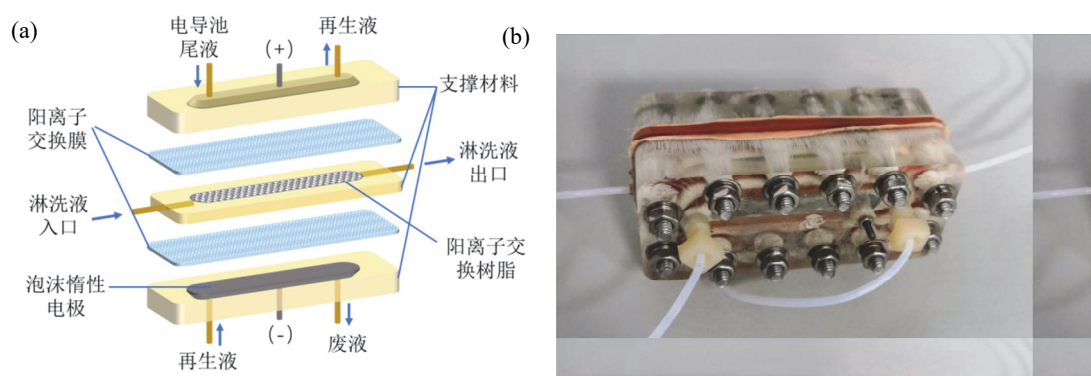 (a)
电导池
尾液
(+)
再生液
支撑材料
阳离子
交换膜
淋洗液
出口
淋洗液
入口
阳离子交
换树脂
泡沫惰性
电极
(-)
再生液
废液
(b)